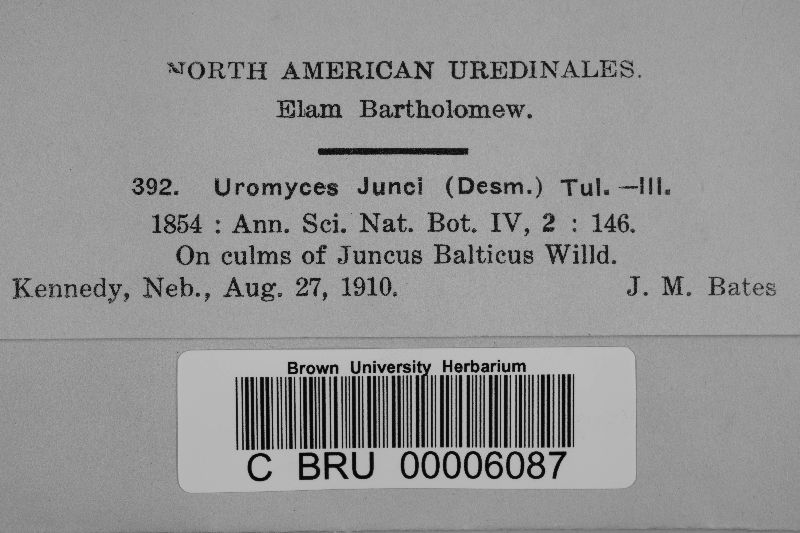 NORTH AMERICAN UREDINALES.
Elam Bartholomew.
392. Uromyces Junci (Desm.) Tul. —III.
1854 : Ann. Sci. Nat. Bot. IV, 2 : 146.
On culms of Juncus Balticus Willd.
Kennedy, Neb., Aug. 27, 1910. J. M. Bates
Brown University Herbarium
C BRU 00006087